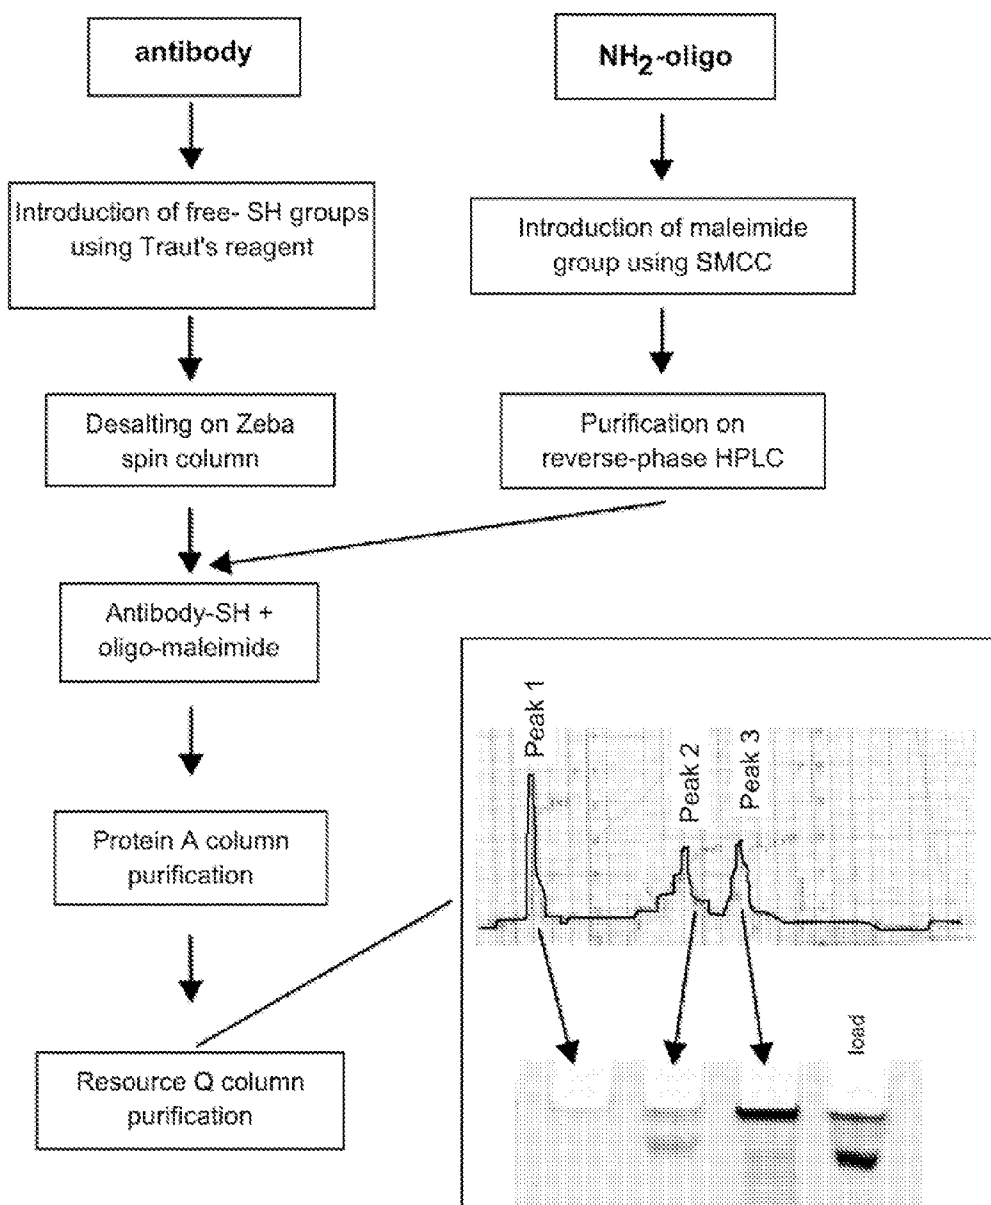 antibody
NH2-oligo
Introduction of free- SH groups
using Traut's reagent
Introduction of maleimide
group using SMCC
Desalting on Zeba
spin column
Purification on
reverse-phase HPLC
Antibody-SH +
oligo-maleimide
Protein A column
purification
Resource Q column
purification
Peak 1
Peak 2
Peak 3
load